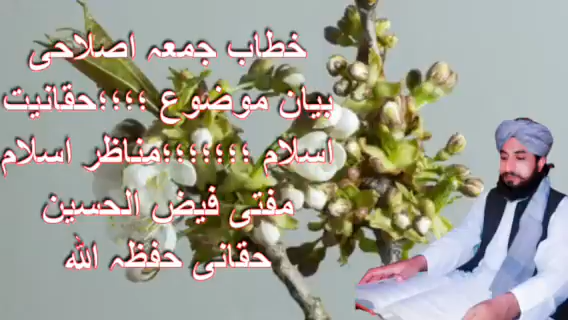 خطاب جمعہ اصلاحی
بیان موضوع ؛؛؛؛حقانیت
اسلام ؛؛؛؛؛؛؛مناظر اسلام
مفتی فیض الحسین
حقانی حفظہ اللہ